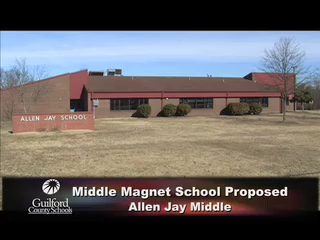 ALLEN JAY SCHOOL
Guilford
County Schools
Middle Magnet School Proposed
Allen Jay Middle